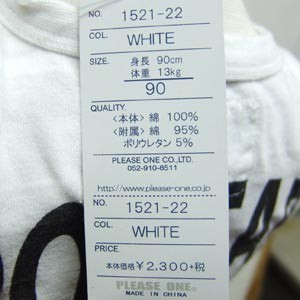 NO. 1521-22
COL. WHITE
SIZE. 身長 90cm
体重 13kg
90
QUALITY.
<本体> 綿 100%
<附属> 綿 95%
ポリウレタン 5%
PLEASE ONE CO.,LTD.
052-910-8511
http://www.please-one.co.jp/
NO. 1521-22
COL. WHITE
PRICE.
本体価格 ¥2,300+税
PLEASE ONE.
MADE IN CHINA